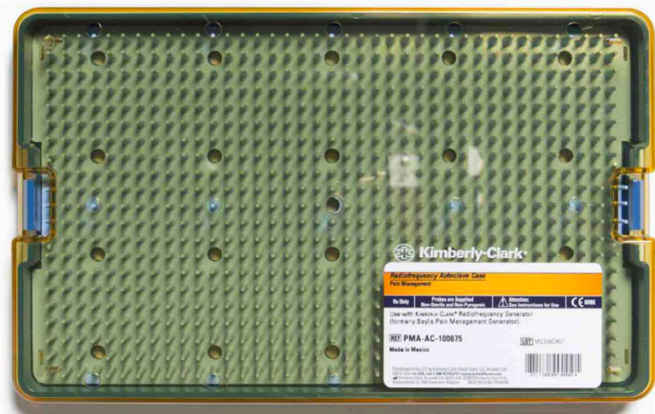 Kimberly-Clark*
Radiofrequency Autoclave Case
Pain Management
Rx Only
Probes are Supplied
Non-Sterile and Non-Pyrogenic
Attention:
See Instructions for Use
CE 0086
Use with KIMBERLY-CLARK* Radiofrequency Generator
(formerly Baylis Pain Management Generator).
REF PMA-AC-100675
LOT
Made in Mexico